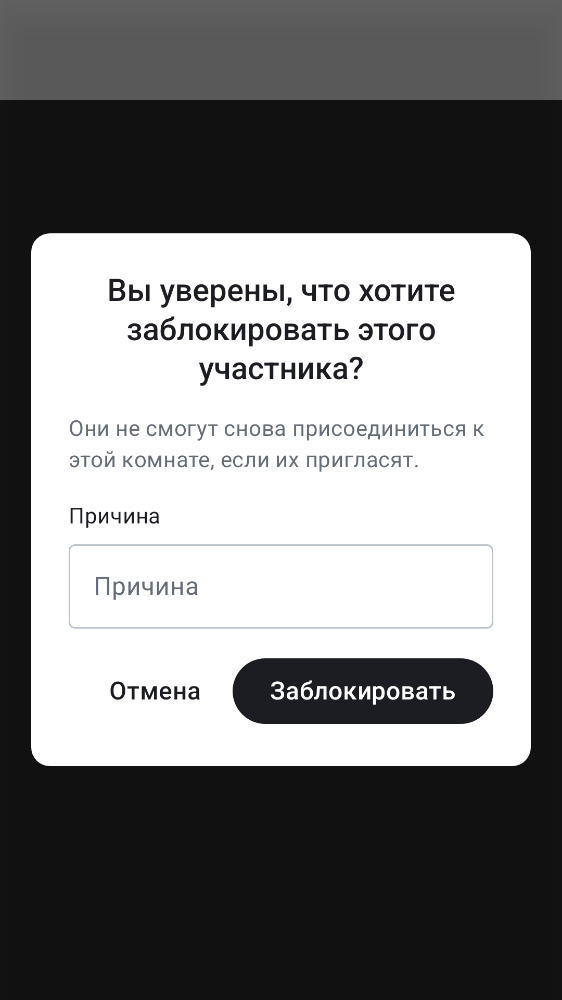 Вы уверены, что хотите
заблокировать этого
участника?
Они не смогут снова присоединиться к
этой комнате, если их пригласят.
Причина
Причина
Отмена
Заблокировать